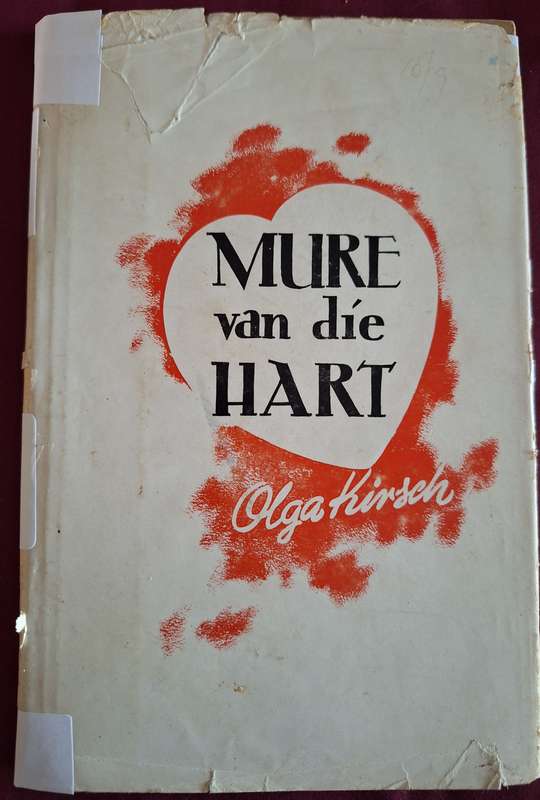 MURE
van die
HART
Olga Kirsch